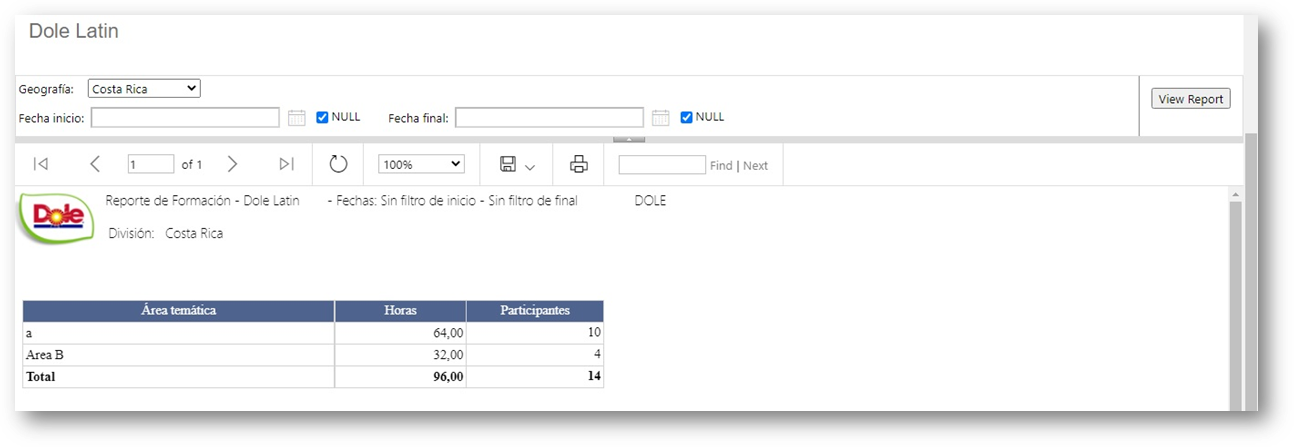 Dole Latin
Geografía: Costa Rica
Fecha inicio: NULL Fecha final: NULL
View Report
1 of 1 100% Find | Next
Dole
Reporte de Formación - Dole Latin - Fechas: Sin filtro de inicio - Sin filtro de final DOLE
División: Costa Rica
Área temática Horas Participantes
a 64,00 10
Area B 32,00 4
Total 96,00 14